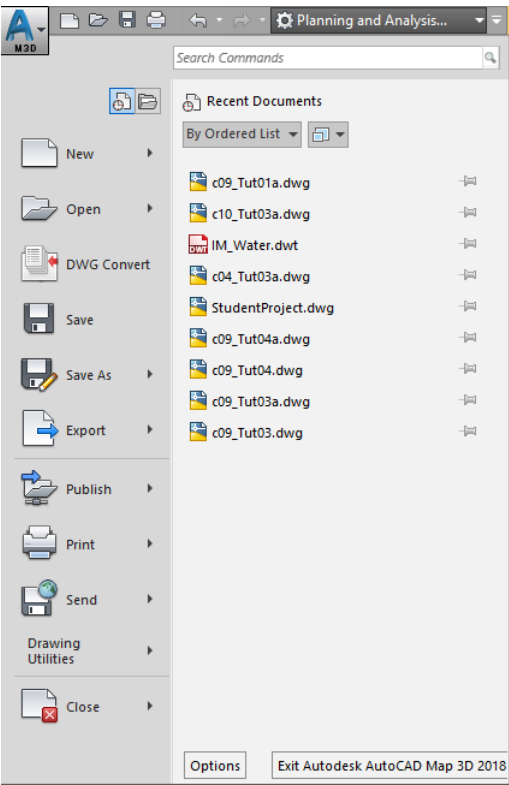 Planning and Analysis...
M3D
Search Commands
Recent Documents
By Ordered List
New
Open
DWG Convert
Save
Save As
Export
Publish
Print
Send
Drawing
Utilities
Close
c09_Tut01a.dwg
c10_Tut03a.dwg
DWT IM_Water.dwt
c04_Tut03a.dwg
StudentProject.dwg
c09_Tut04a.dwg
c09_Tut04.dwg
c09_Tut03a.dwg
c09_Tut03.dwg
Options
Exit Autodesk AutoCAD Map 3D 2018